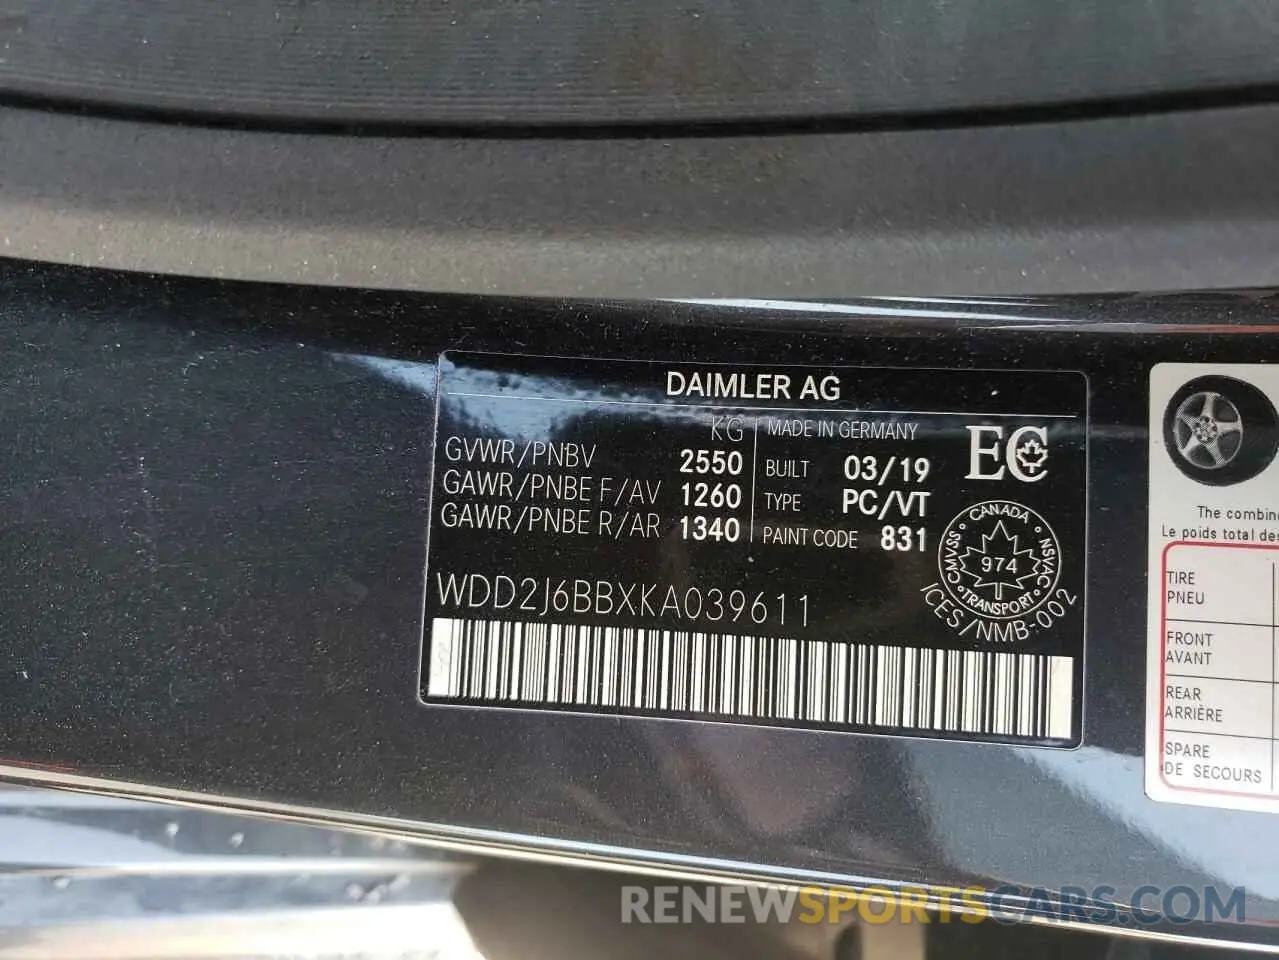 DAIMLER AG
KG
GVWR/PNBV 2550
GAWR/PNBE F/AV 1260
GAWR/PNBE R/AR 1340
MADE IN GERMANY
BUILT 03/19
TYPE PC/VT
PAINT CODE 831
EC
CANADA
CMVSS 974 NSVAC
TRANSPORT
ICES/NMB-002
WDD2J6BBXKA039611
The combin
Le poids total des
TIRE
PNEU
FRONT
AVANT
REAR
ARRIÈRE
SPARE
DE SECOURS
RENEWSPORTSCARS.COM